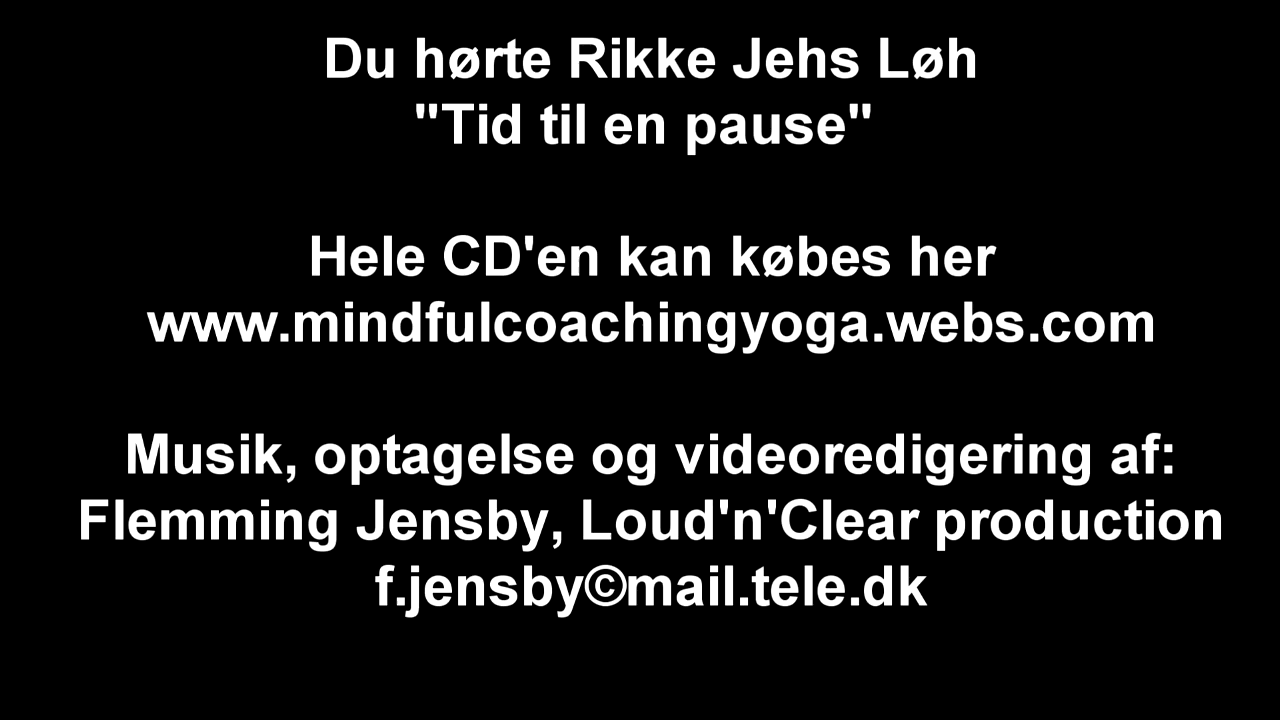 Du hørte Rikke Jehs Løh
"Tid til en pause"
Hele CD'en kan købes her
www.mindfulcoachingyoga.webs.com
Musik, optagelse og videoredigering af:
Flemming Jensby, Loud'n'Clear production
f.jensby©mail.tele.dk